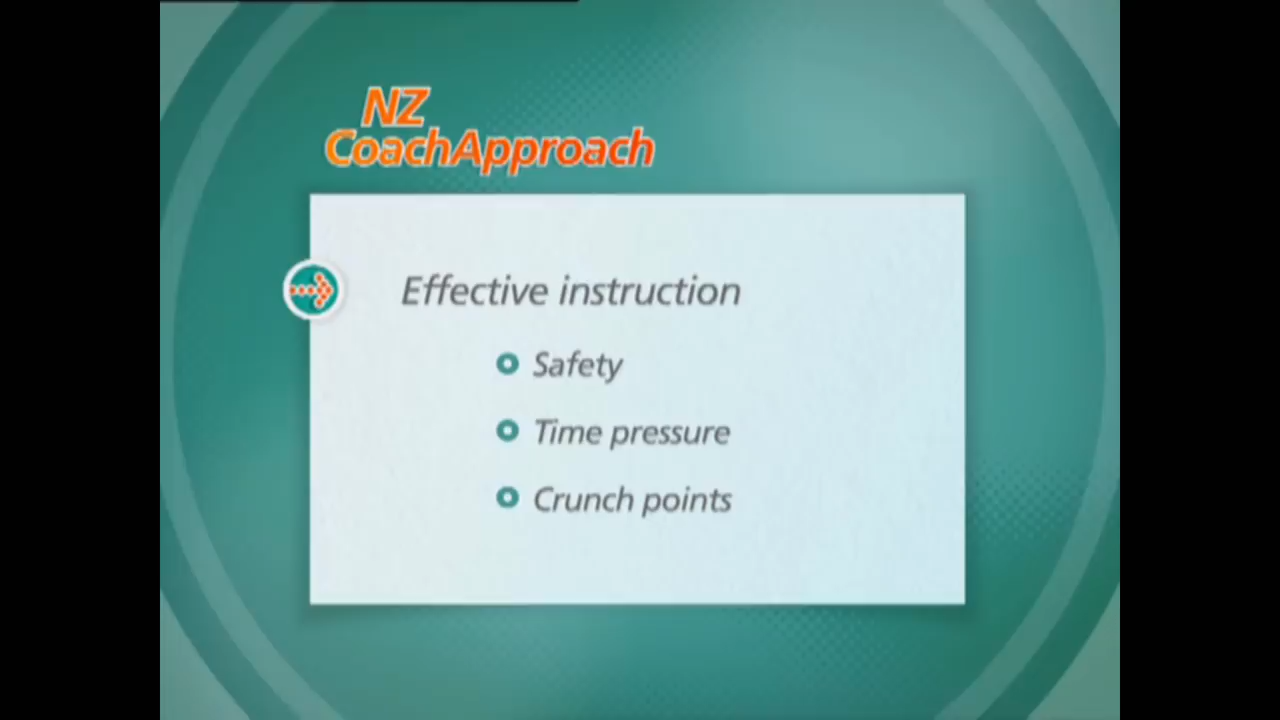 NZ
CoachApproach
Effective instruction
Safety
Time pressure
Crunch points